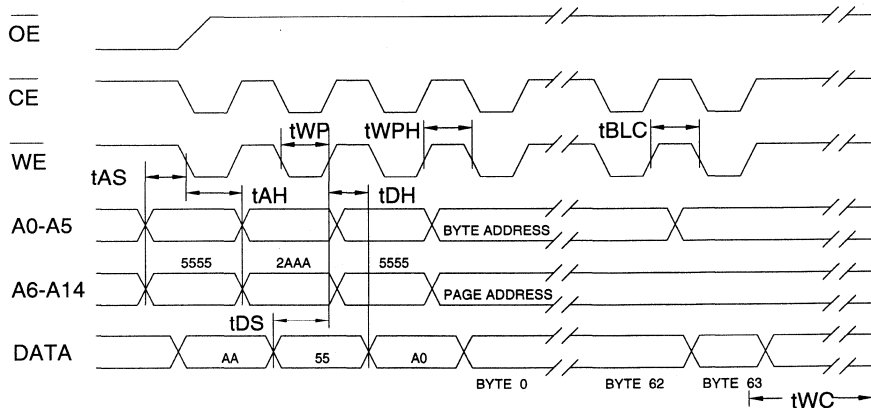 OE
CE
tWP tWPH tBLC
WE
tAS
tAH tDH
A0-A5 BYTE ADDRESS
5555 2AAA 5555
A6-A14 PAGE ADDRESS
tDS
DATA AA 55 A0
BYTE 0 BYTE 62 BYTE 63
tWC